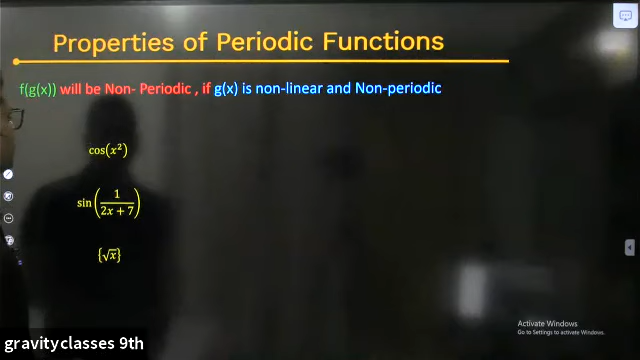 Properties of Periodic Functions
f(g(x)) will be Non- Periodic , if g(x) is non-linear and Non-periodic
cos(x²)
sin(1/(2x + 7))
{√x}
Activate Windows
Go to Settings to activate Windows.
gravityclasses 9th